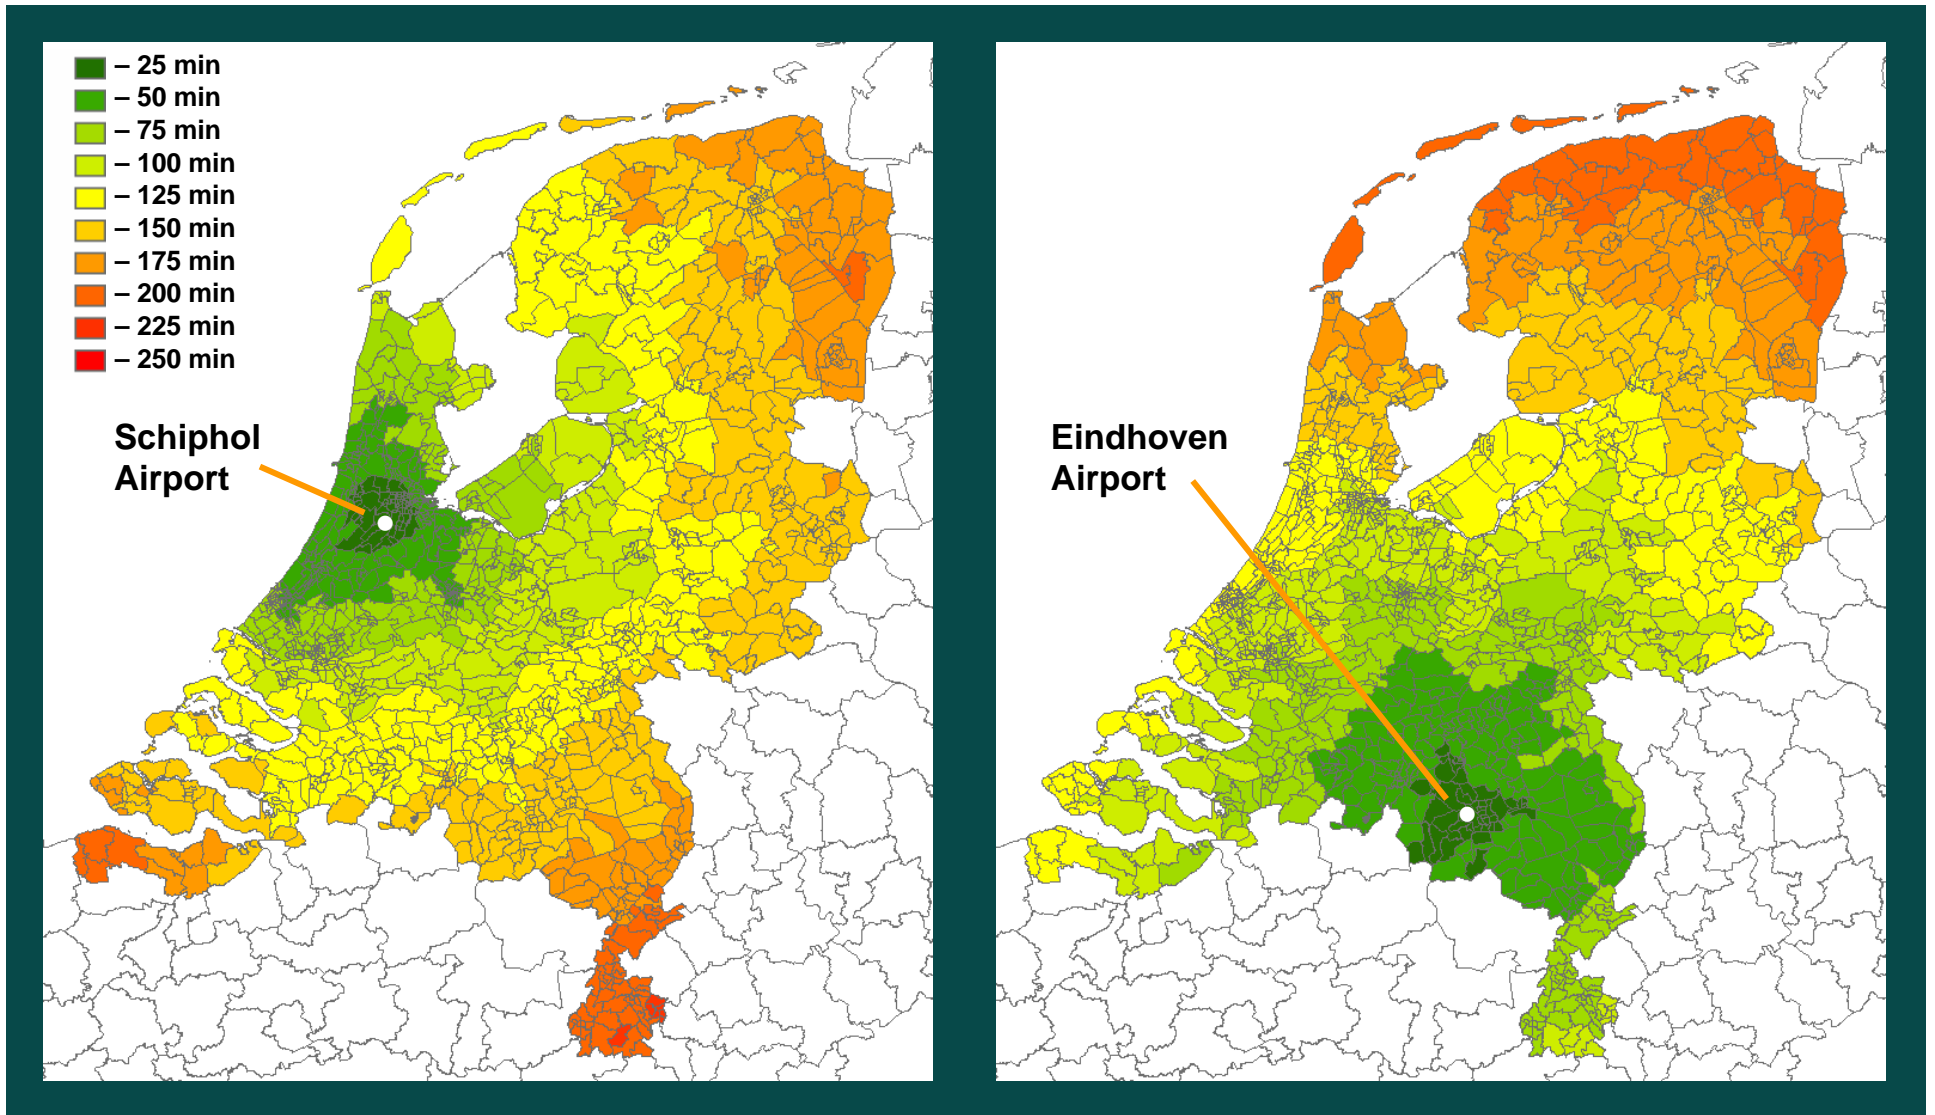 – 25 min
– 50 min
– 75 min
– 100 min
– 125 min
– 150 min
– 175 min
– 200 min
– 225 min
– 250 min
Schiphol
Airport
Eindhoven
Airport